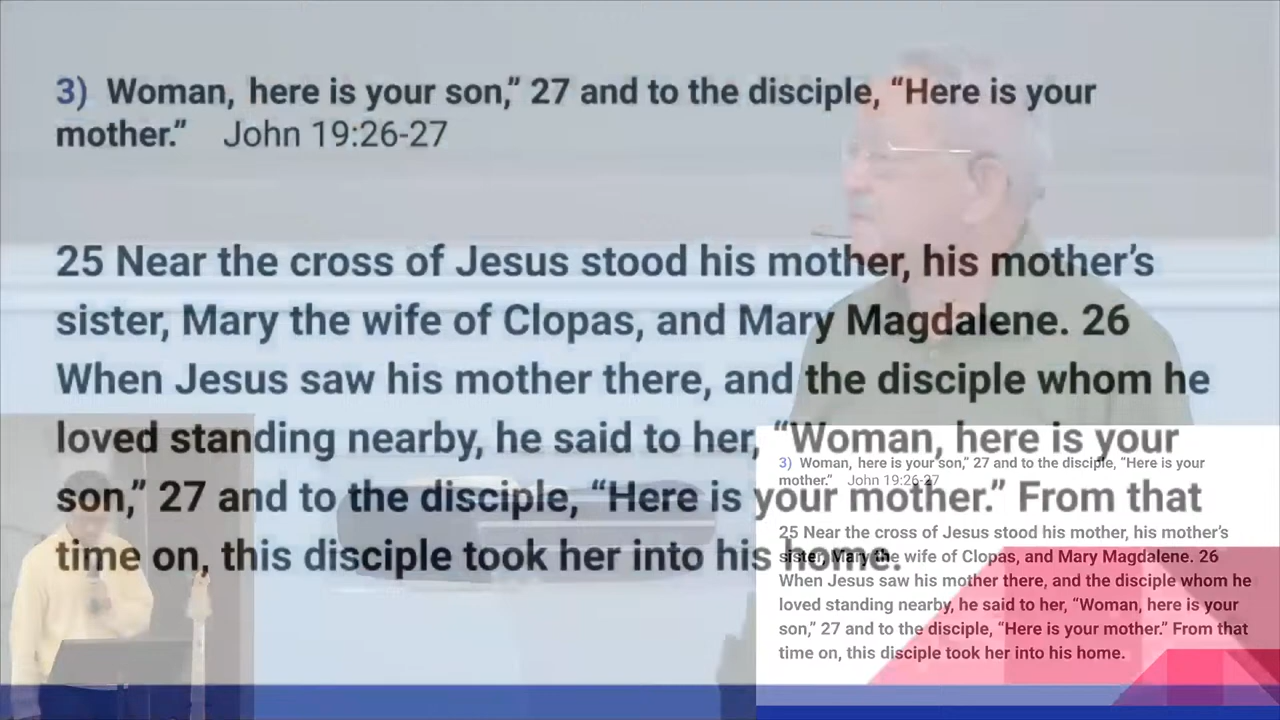 3) Woman, here is your son,” 27 and to the disciple, “Here is your
mother.” John 19:26-27
25 Near the cross of Jesus stood his mother, his mother’s
sister, Mary the wife of Clopas, and Mary Magdalene. 26
When Jesus saw his mother there, and the disciple whom he
loved standing nearby, he said to her, “Woman, here is your
son,” 27 and to the disciple, “Here is your mother.” From that
time on, this disciple took her into his home.
3) Woman, here is your son,” 27 and to the disciple, “Here is your
mother.” John 19:26-27
25 Near the cross of Jesus stood his mother, his mother’s
sister, Mary the wife of Clopas, and Mary Magdalene. 26
When Jesus saw his mother there, and the disciple whom he
loved standing nearby, he said to her, “Woman, here is your
son,” 27 and to the disciple, “Here is your mother.” From that
time on, this disciple took her into his home.